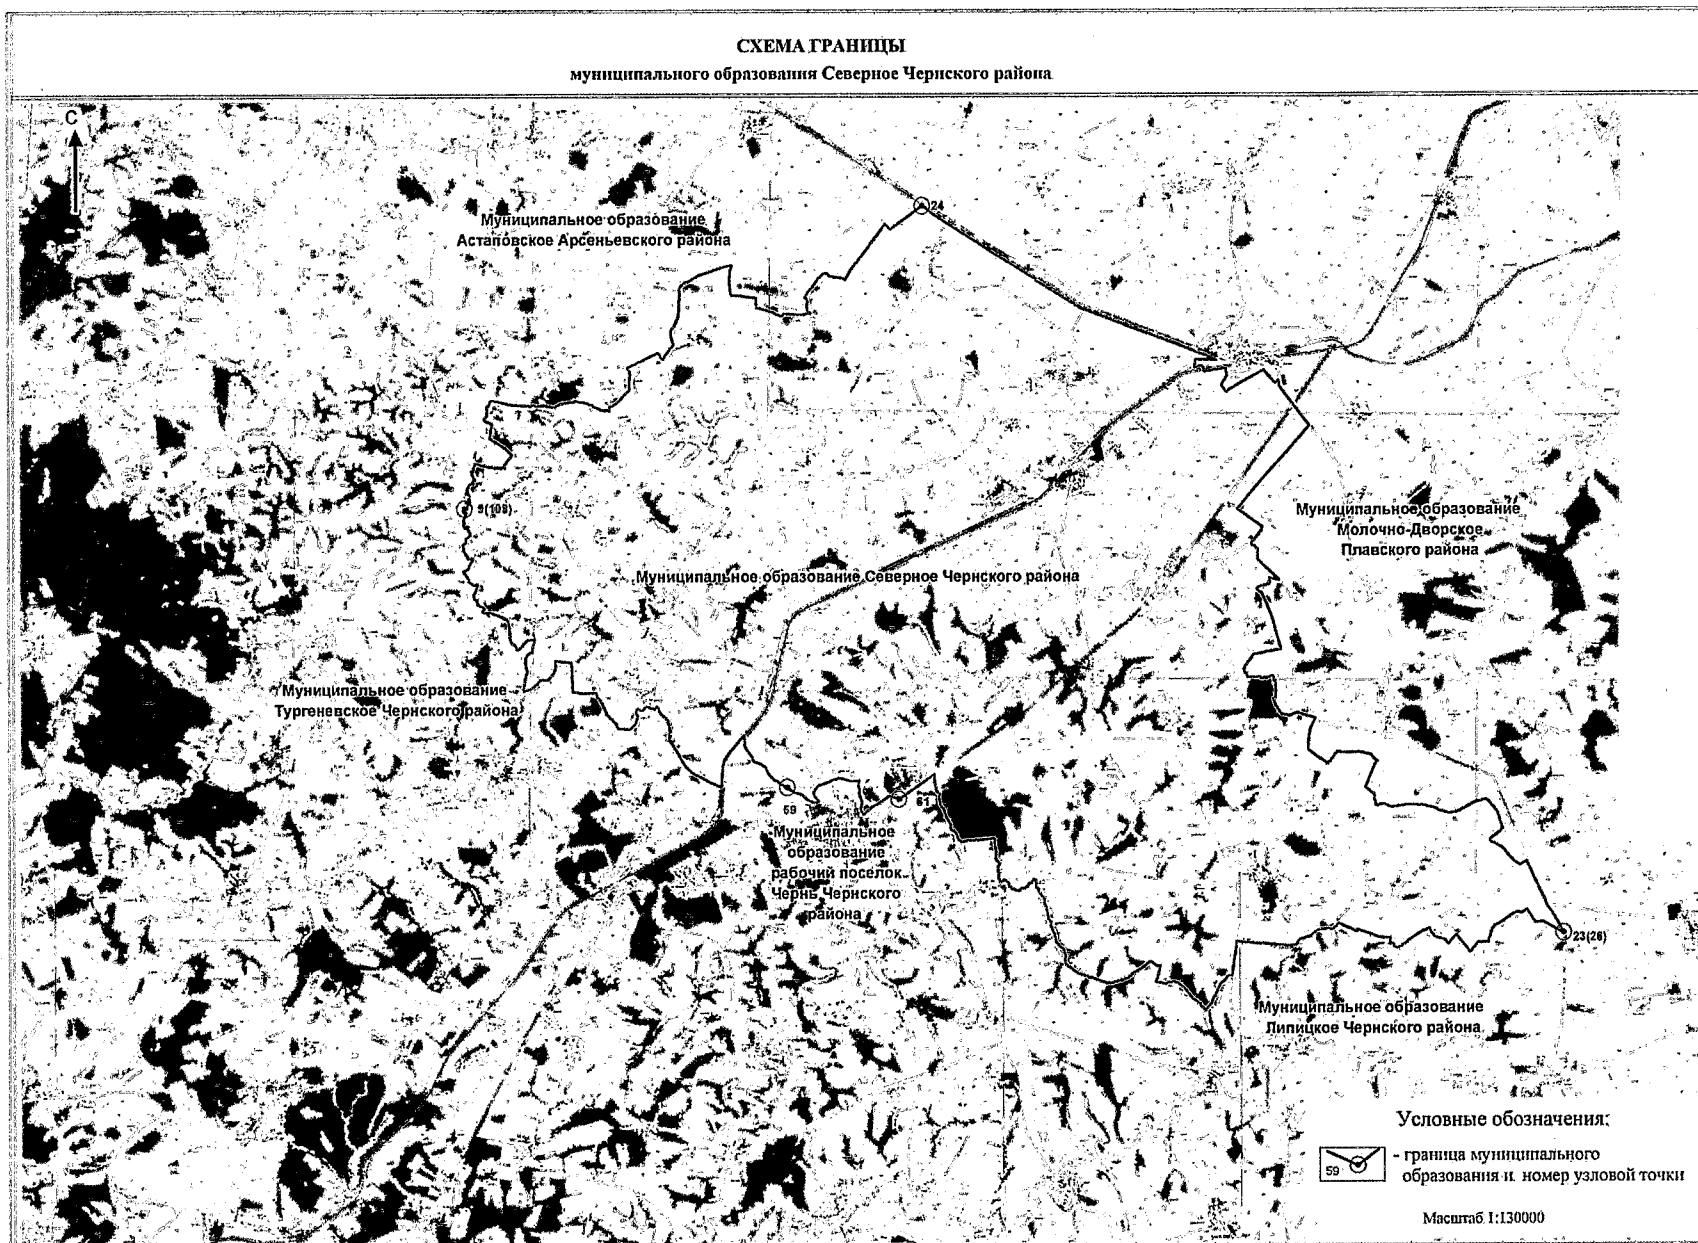 СХЕМА ГРАНИЦЫ
муниципального образования Северное Чернского района
С
24
Муниципальное образование
Астаповское Арсеньевского района
9(108)
Муниципальное образование
Молочно-Дворское
Плавского района
Муниципальное образование Северное Чернского района
Муниципальное образование
Тургеневское Чернского района
59
61
Муниципальное
образование
рабочий поселок
Чернь Чернского
района
23(26)
Муниципальное образование
Липицкое Чернского района
Условные обозначения:
59
- граница муниципального
образования и номер узловой точки
Масштаб 1:130000